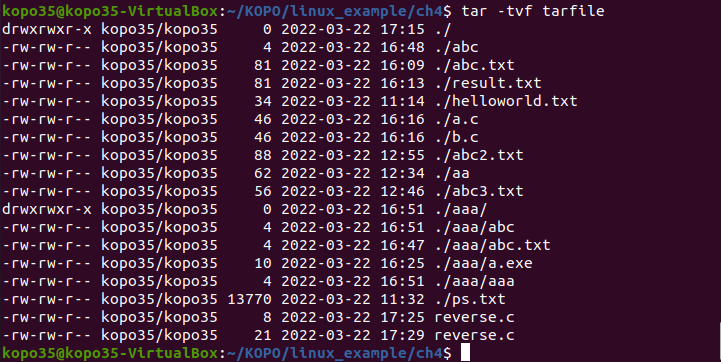 kopo35@kopo35-VirtualBox:~/KOPO/linux_example/ch4$ tar -tvf tarfile
drwxrwxr-x kopo35/kopo35     0 2022-03-22 17:15 ./
-rw-rw-r-- kopo35/kopo35     4 2022-03-22 16:48 ./abc
-rw-rw-r-- kopo35/kopo35    81 2022-03-22 16:09 ./abc.txt
-rw-rw-r-- kopo35/kopo35    81 2022-03-22 16:13 ./result.txt
-rw-rw-r-- kopo35/kopo35    34 2022-03-22 11:14 ./helloworld.txt
-rw-rw-r-- kopo35/kopo35    46 2022-03-22 16:16 ./a.c
-rw-rw-r-- kopo35/kopo35    46 2022-03-22 16:16 ./b.c
-rw-rw-r-- kopo35/kopo35    88 2022-03-22 12:55 ./abc2.txt
-rw-rw-r-- kopo35/kopo35    62 2022-03-22 12:34 ./aa
-rw-rw-r-- kopo35/kopo35    56 2022-03-22 12:46 ./abc3.txt
drwxrwxr-x kopo35/kopo35     0 2022-03-22 16:51 ./aaa/
-rw-rw-r-- kopo35/kopo35     4 2022-03-22 16:51 ./aaa/abc
-rw-rw-r-- kopo35/kopo35     4 2022-03-22 16:47 ./aaa/abc.txt
-rw-rw-r-- kopo35/kopo35    10 2022-03-22 16:25 ./aaa/a.exe
-rw-rw-r-- kopo35/kopo35     4 2022-03-22 16:51 ./aaa/aaa
-rw-rw-r-- kopo35/kopo35 13770 2022-03-22 11:32 ./ps.txt
-rw-rw-r-- kopo35/kopo35     8 2022-03-22 17:25 reverse.c
-rw-rw-r-- kopo35/kopo35    21 2022-03-22 17:29 reverse.c
kopo35@kopo35-VirtualBox:~/KOPO/linux_example/ch4$